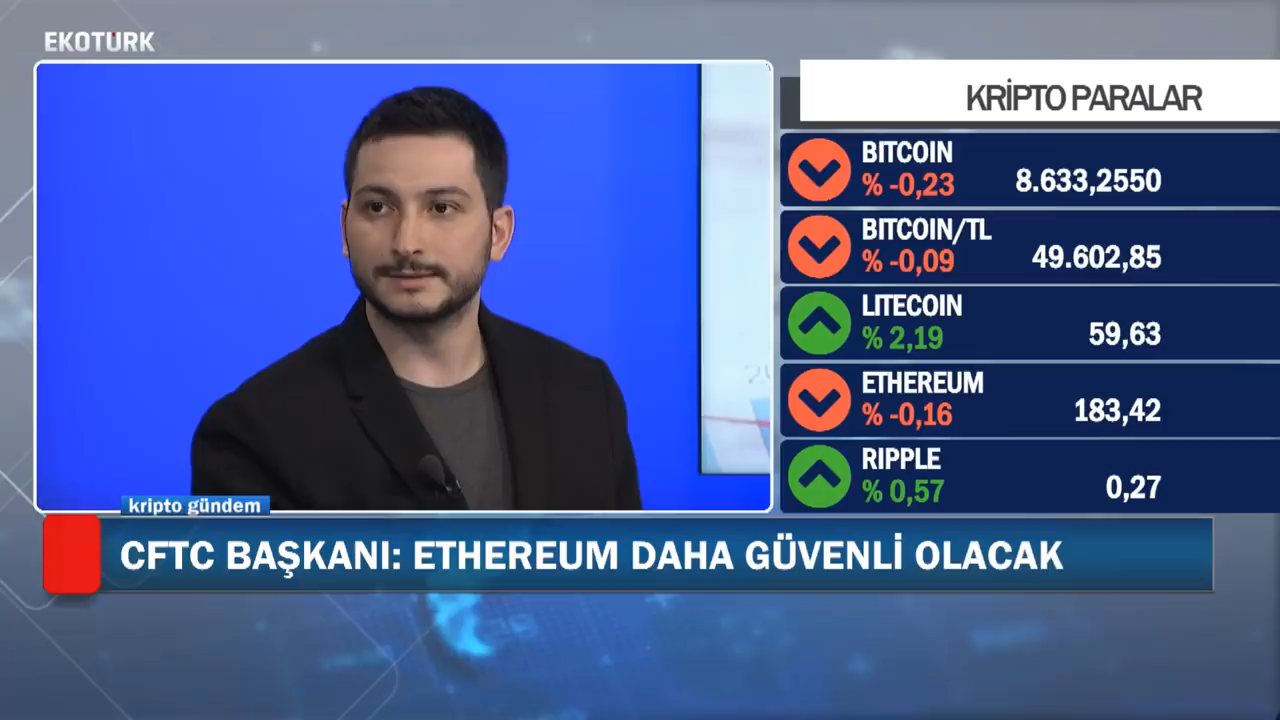 EKOTÜRK
KRİPTO PARALAR
BITCOIN
% -0,23
8.633,2550
BITCOIN/TL
% -0,09
49.602,85
LITECOIN
% 2,19
59,63
ETHEREUM
% -0,16
183,42
RIPPLE
% 0,57
0,27
kripto gündem
CFTC BAŞKANI: ETHEREUM DAHA GÜVENLİ OLACAK